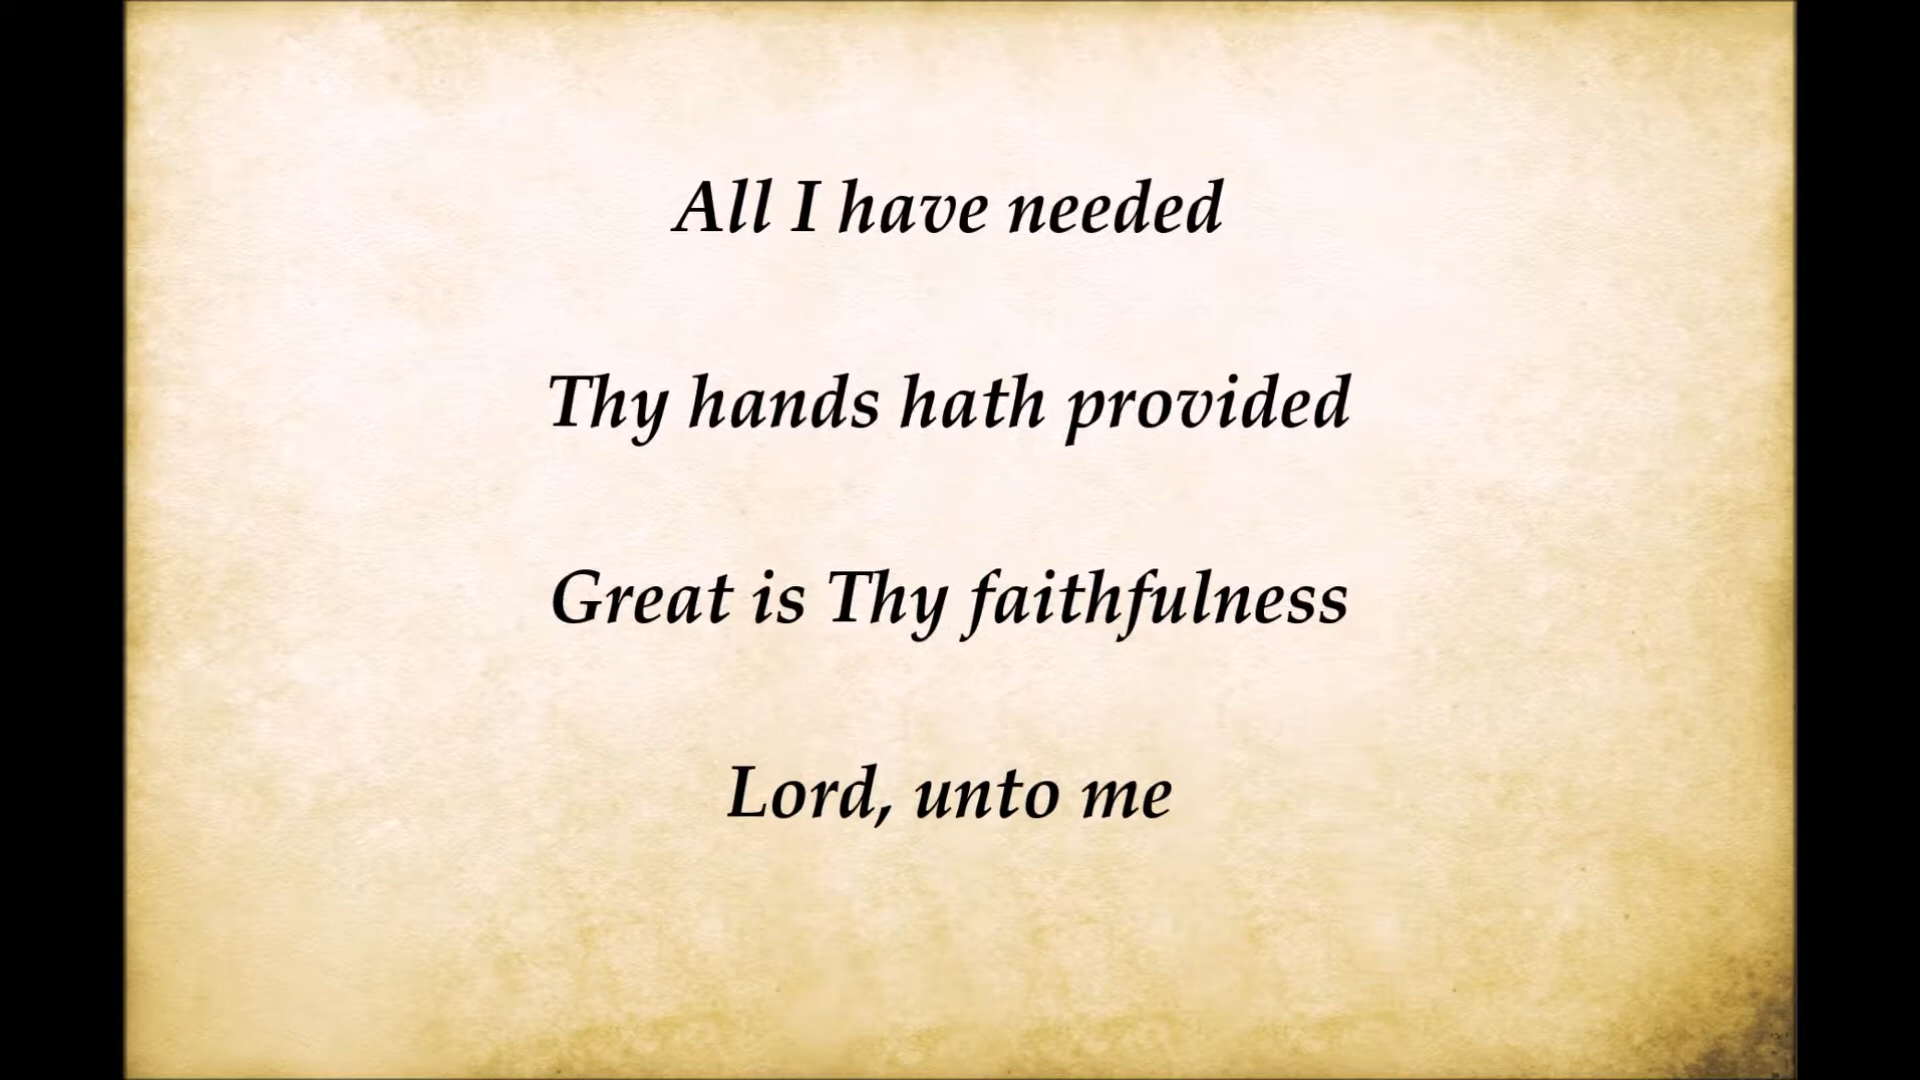 All I have needed
Thy hands hath provided
Great is Thy faithfulness
Lord, unto me